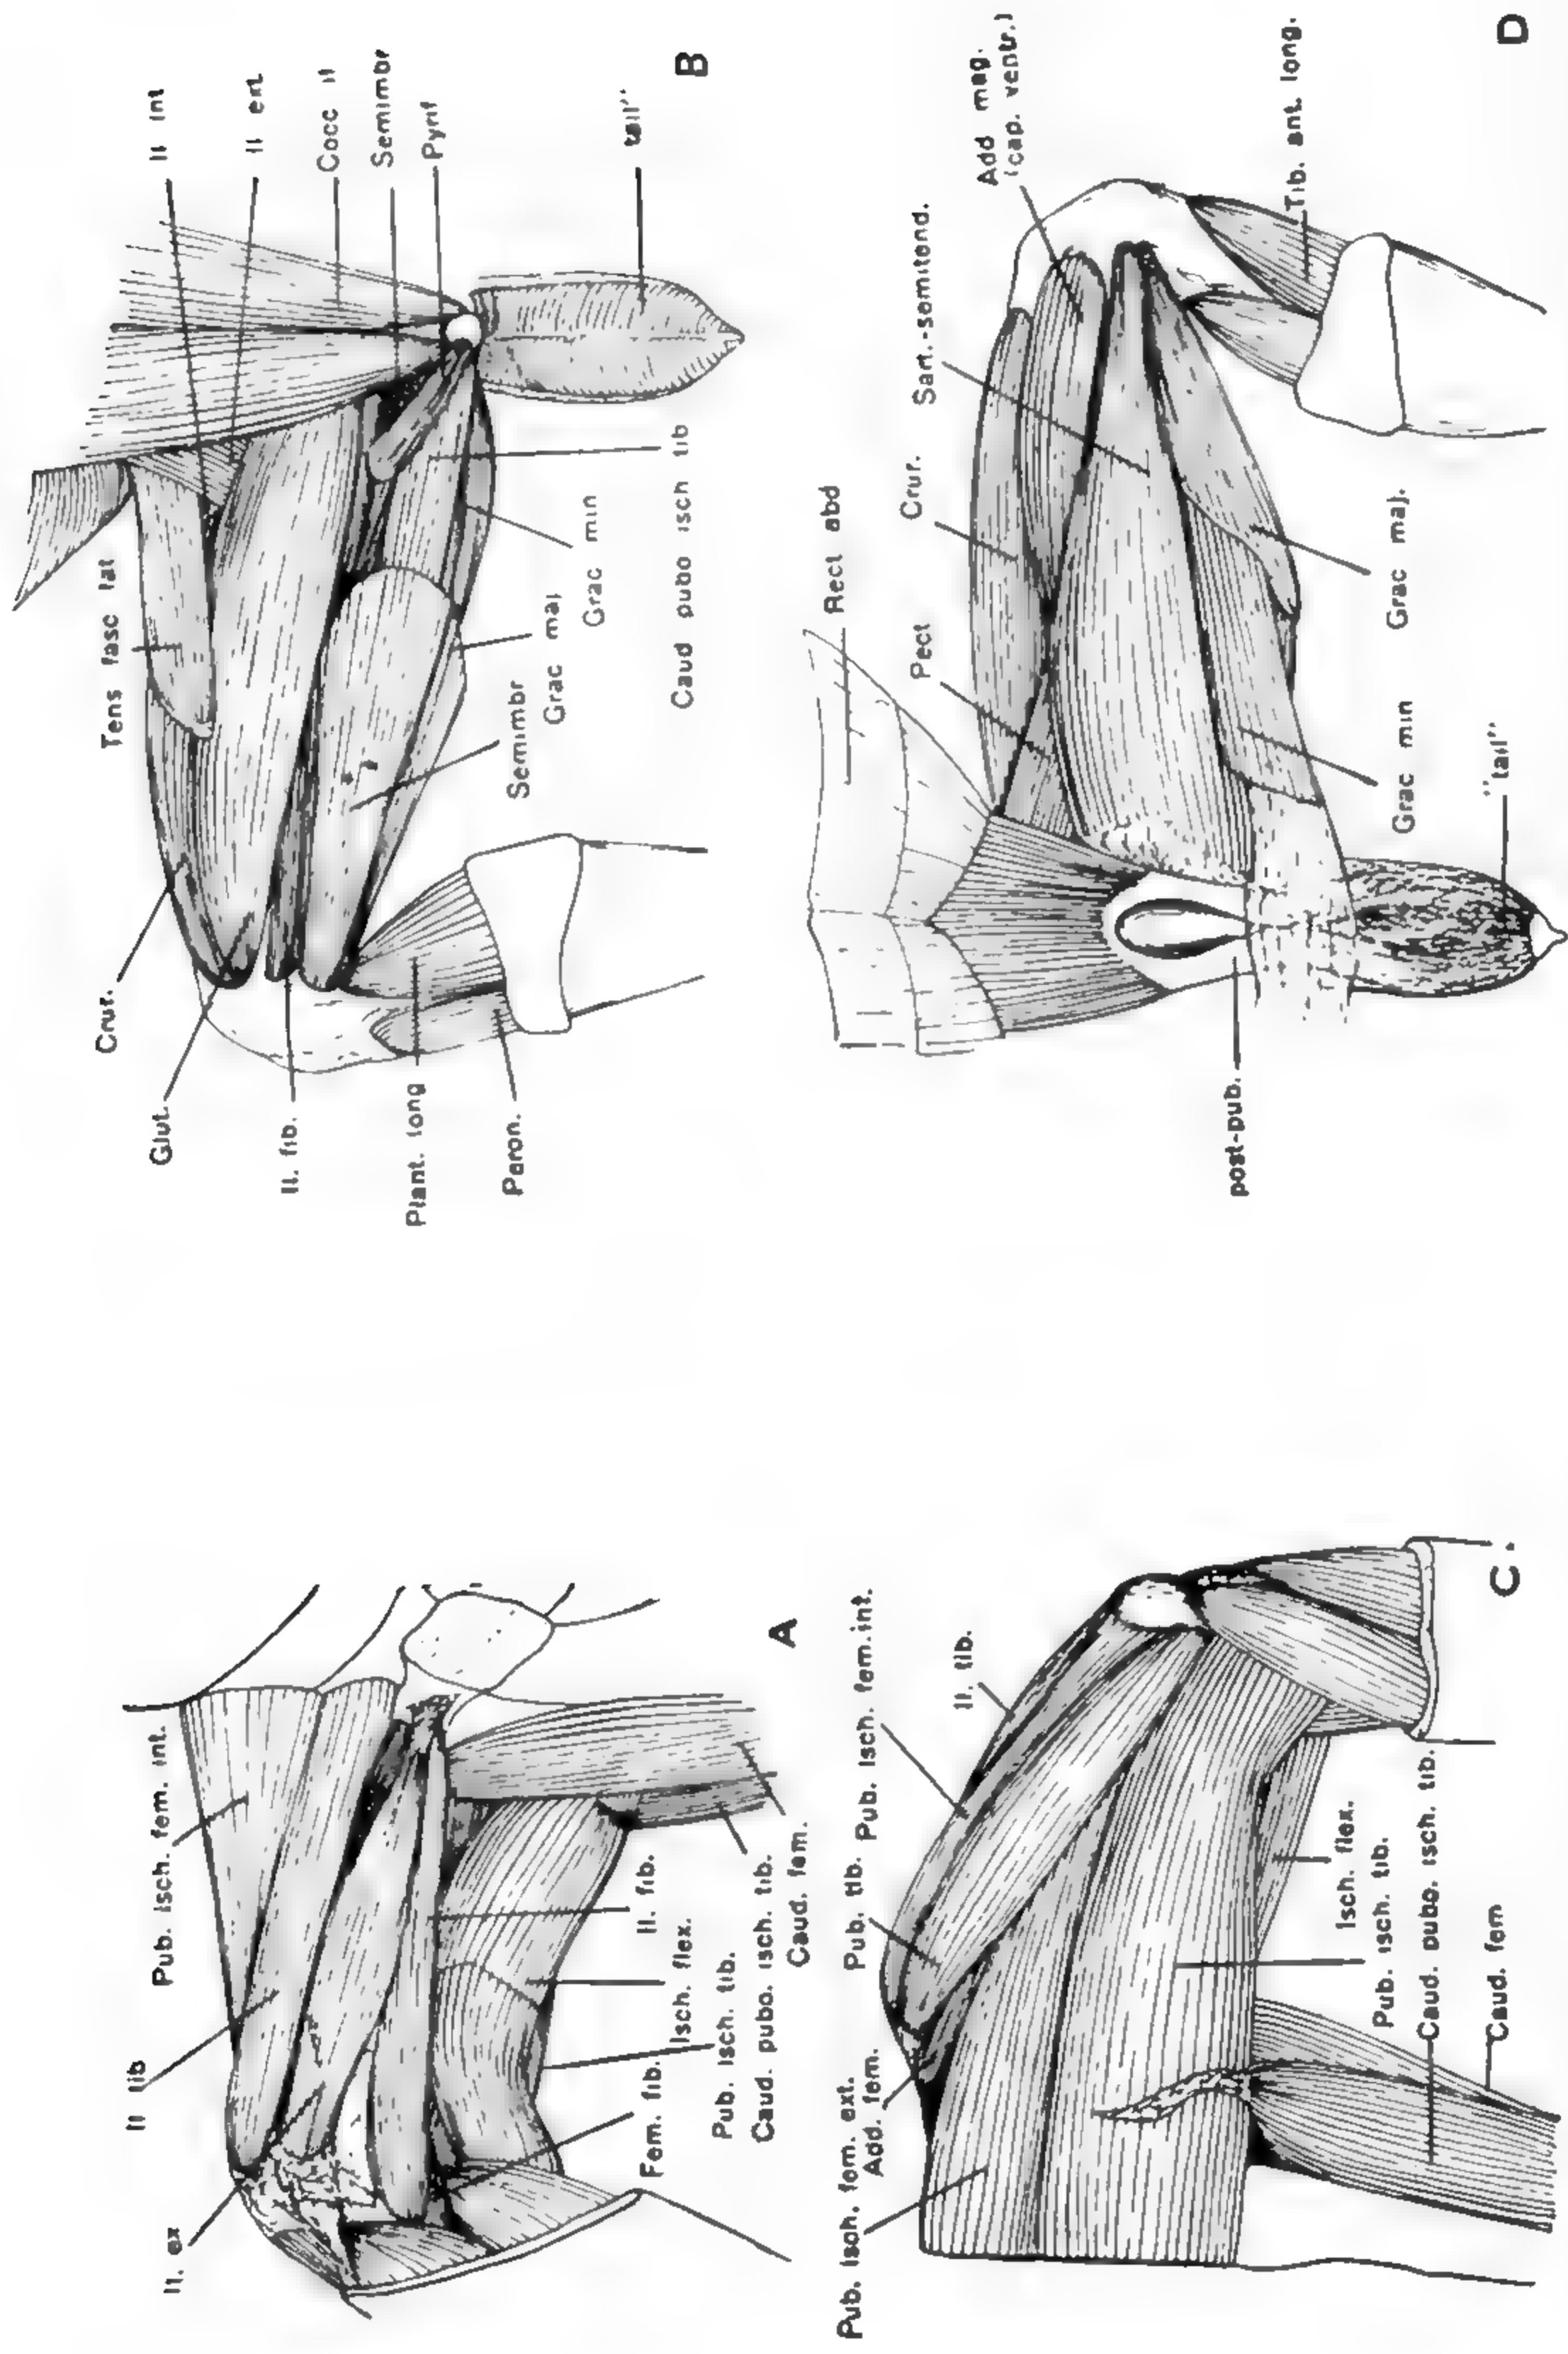 Pub. isch. fem. int.
Il tib
Il. ex
Il. fib.
Isch. flex.
Fem. fib.
Pub. isch. tib.
Caud. pubo. isch. tib.
Caud. fem.
A
Il int
Il ext
Cocc il
Semimbr
Pyrif
tail"
B
Tens fasc lat
Crur.
Glut.
Il. fib.
Plant. long
Peron.
Semimbr
Grac maj
Grac min
Caud pubo isch tib
Il. tib.
Pub. isch. fem. int.
Pub. tib.
Add. fem.
Pub. isch. fem. ext.
Isch. flex.
Pub. isch. tib.
Caud. pubo. isch. tib.
Caud. fem
C.
Add mag.
(cap. ventr.)
Sart.-semitend.
Crur.
Pect
Rect abd
Tib. ant. long.
Grac maj.
Grac min
"tail"
post-pub.
D